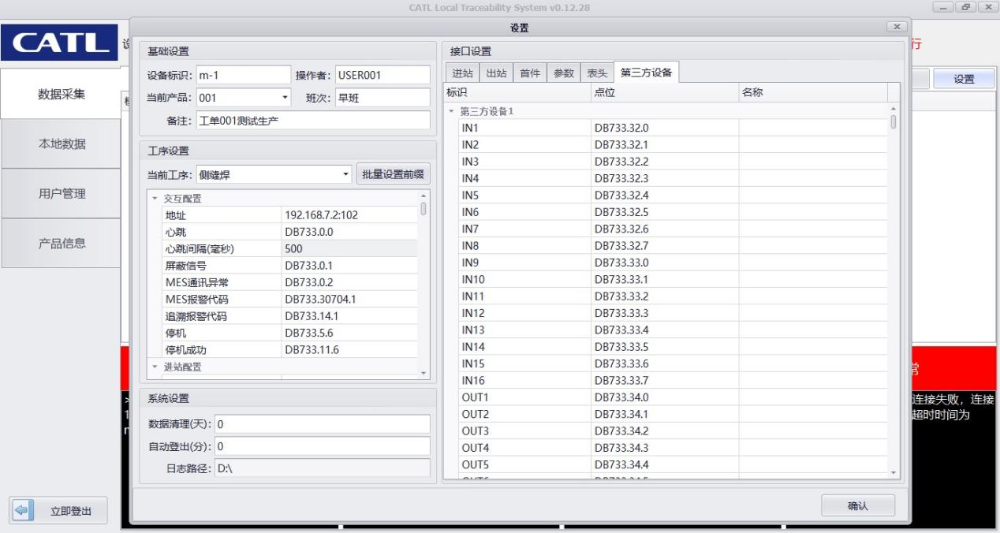 CATL Local Traceability System v0.12.28
CATL
设置
行
设置
数据采集
本地数据
用户管理
产品信息
立即登出
基础设置
设备标识: m-1 操作者: USER001
当前产品: 001 班次: 早班
备注: 工单001测试生产
工序设置
当前工序: 侧缝焊 批量设置前缀
交互配置
地址 192.168.7.2:102
心跳 DB733.0.0
心跳间隔(毫秒) 500
屏蔽信号 DB733.0.1
MES通讯异常 DB733.0.2
MES报警代码 DB733.30704.1
追溯报警代码 DB733.14.1
停机 DB733.5.6
停机成功 DB733.11.6
进站配置
系统设置
数据清理(天): 0
自动登出(分): 0
日志路径: D:\
接口设置
进站 出站 首件 参数 表头 第三方设备
标识 点位 名称
第三方设备1
IN1 DB733.32.0
IN2 DB733.32.1
IN3 DB733.32.2
IN4 DB733.32.3
IN5 DB733.32.4
IN6 DB733.32.5
IN7 DB733.32.6
IN8 DB733.32.7
IN9 DB733.33.0
IN10 DB733.33.1
IN11 DB733.33.2
IN12 DB733.33.3
IN13 DB733.33.4
IN14 DB733.33.5
IN15 DB733.33.6
IN16 DB733.33.7
OUT1 DB733.34.0
OUT2 DB733.34.1
OUT3 DB733.34.2
OUT4 DB733.34.3
OUT5 DB733.34.4
OUT6 DB733.34.5
确认
常
连接失败，连接
超时时间为